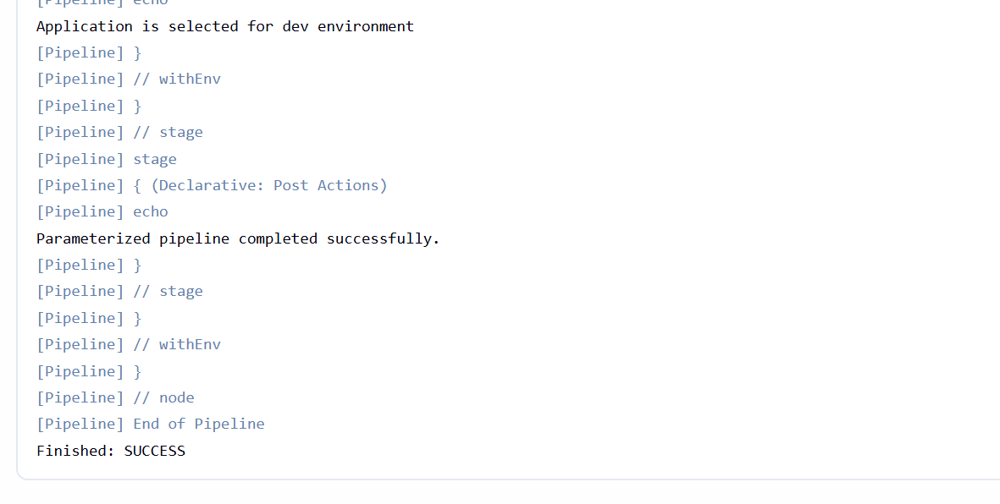 [Pipeline] echo
Application is selected for dev environment
[Pipeline] }
[Pipeline] // withEnv
[Pipeline] }
[Pipeline] // stage
[Pipeline] stage
[Pipeline] { (Declarative: Post Actions)
[Pipeline] echo
Parameterized pipeline completed successfully.
[Pipeline] }
[Pipeline] // stage
[Pipeline] }
[Pipeline] // withEnv
[Pipeline] }
[Pipeline] // node
[Pipeline] End of Pipeline
Finished: SUCCESS